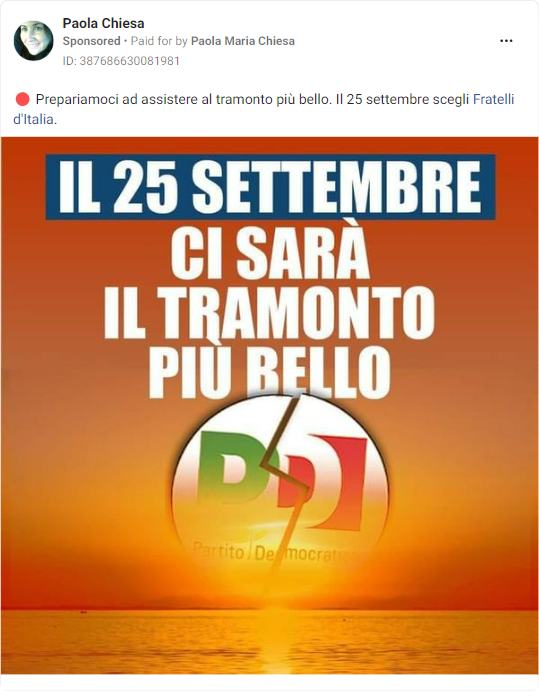 Paola Chiesa
Sponsored • Paid for by Paola Maria Chiesa
ID: 387686630081981
🔴 Prepariamoci ad assistere al tramonto più bello. Il 25 settembre scegli Fratelli
d'Italia.
IL 25 SETTEMBRE
CI SARÀ
IL TRAMONTO
PIÙ BELLO
PD
Partito Democratico